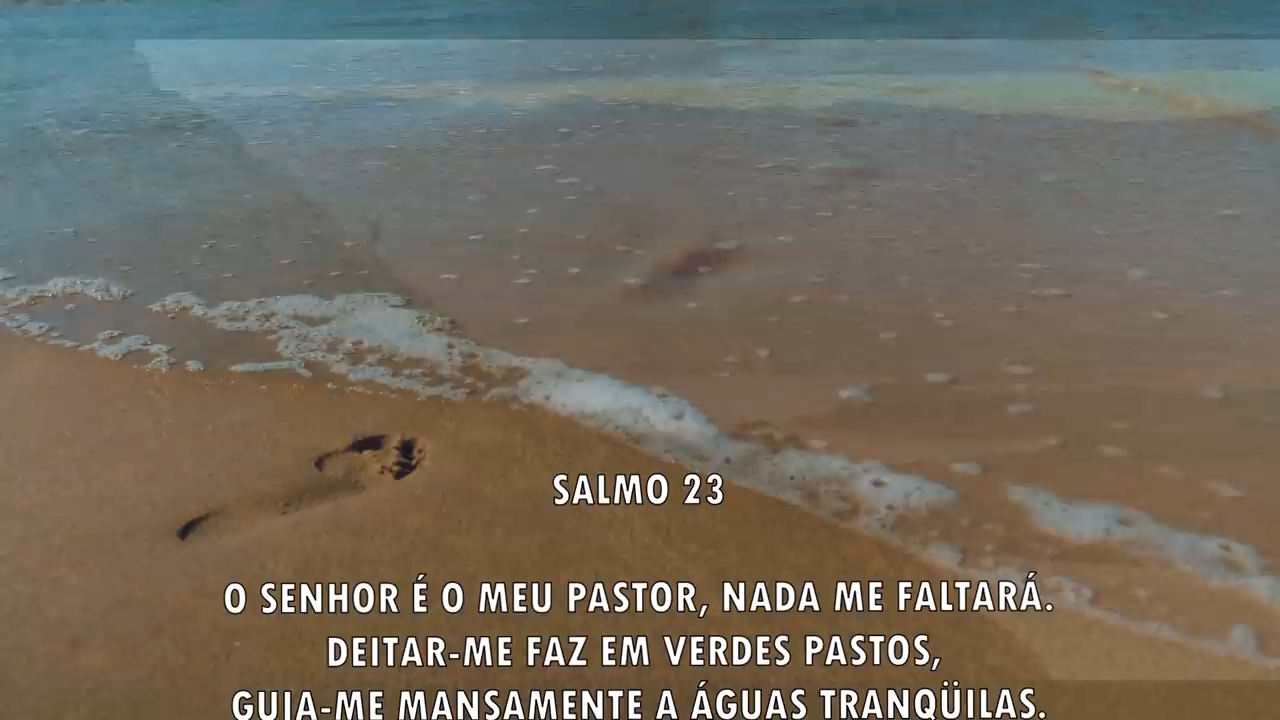 SALMO 23
O SENHOR É O MEU PASTOR, NADA ME FALTARÁ.
DEITAR-ME FAZ EM VERDES PASTOS,
GUIA-ME MANSAMENTE A ÁGUAS TRANQÜILAS.